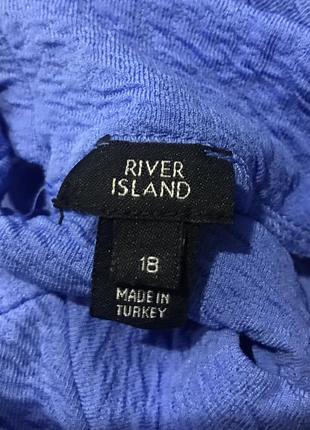 RIVER
ISLAND
18
MADE IN
TURKEY